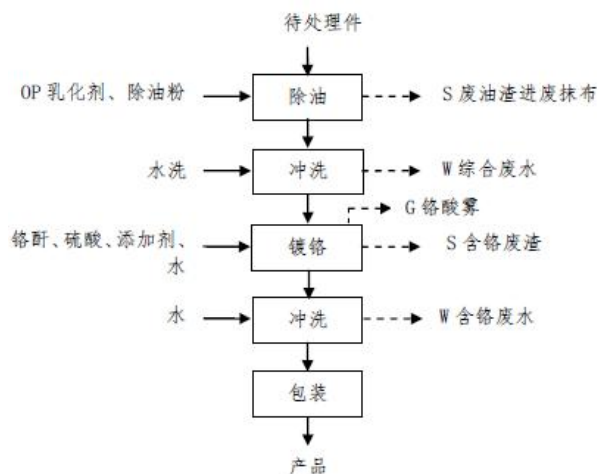 待处理件
OP 乳化剂、除油粉
除油
S 废油渣进废抹布
水洗
冲洗
W 综合废水
G 铬酸雾
铬酐、硫酸、添加剂、
水
镀铬
S 含铬废渣
水
冲洗
W 含铬废水
包装
产品